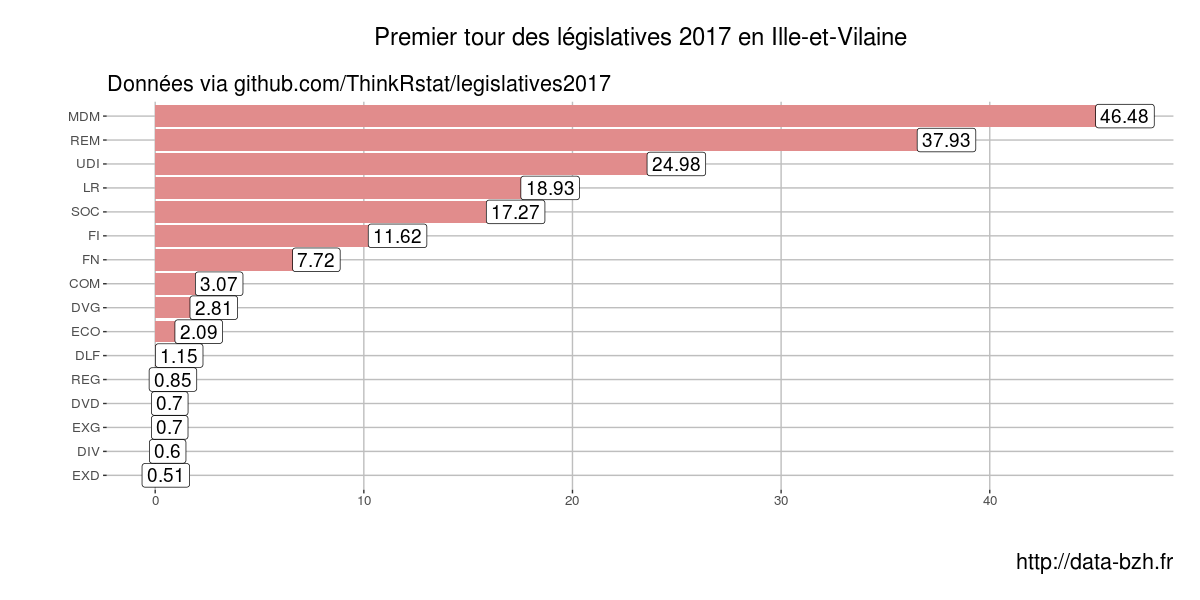 Premier tour des législatives 2017 en Ille-et-Vilaine
Données via github.com/ThinkRstat/legislatives2017
MDM 46.48
REM 37.93
UDI 24.98
LR 18.93
SOC 17.27
FI 11.62
FN 7.72
COM 3.07
DVG 2.81
ECO 2.09
DLF 1.15
REG 0.85
DVD 0.7
EXG 0.7
DIV 0.6
EXD 0.51
0 10 20 30 40
http://data-bzh.fr